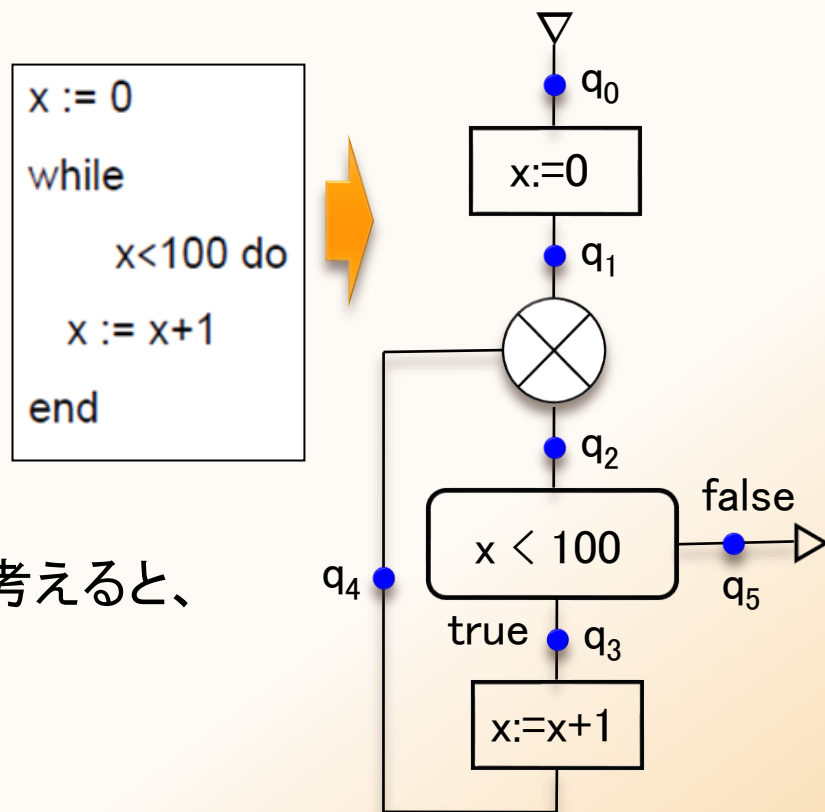 x := 0
while
x<100 do
x := x+1
end
q0
x:=0
q1
q2
false
x < 100
q5
考えると、
q4
true
q3
x:=x+1